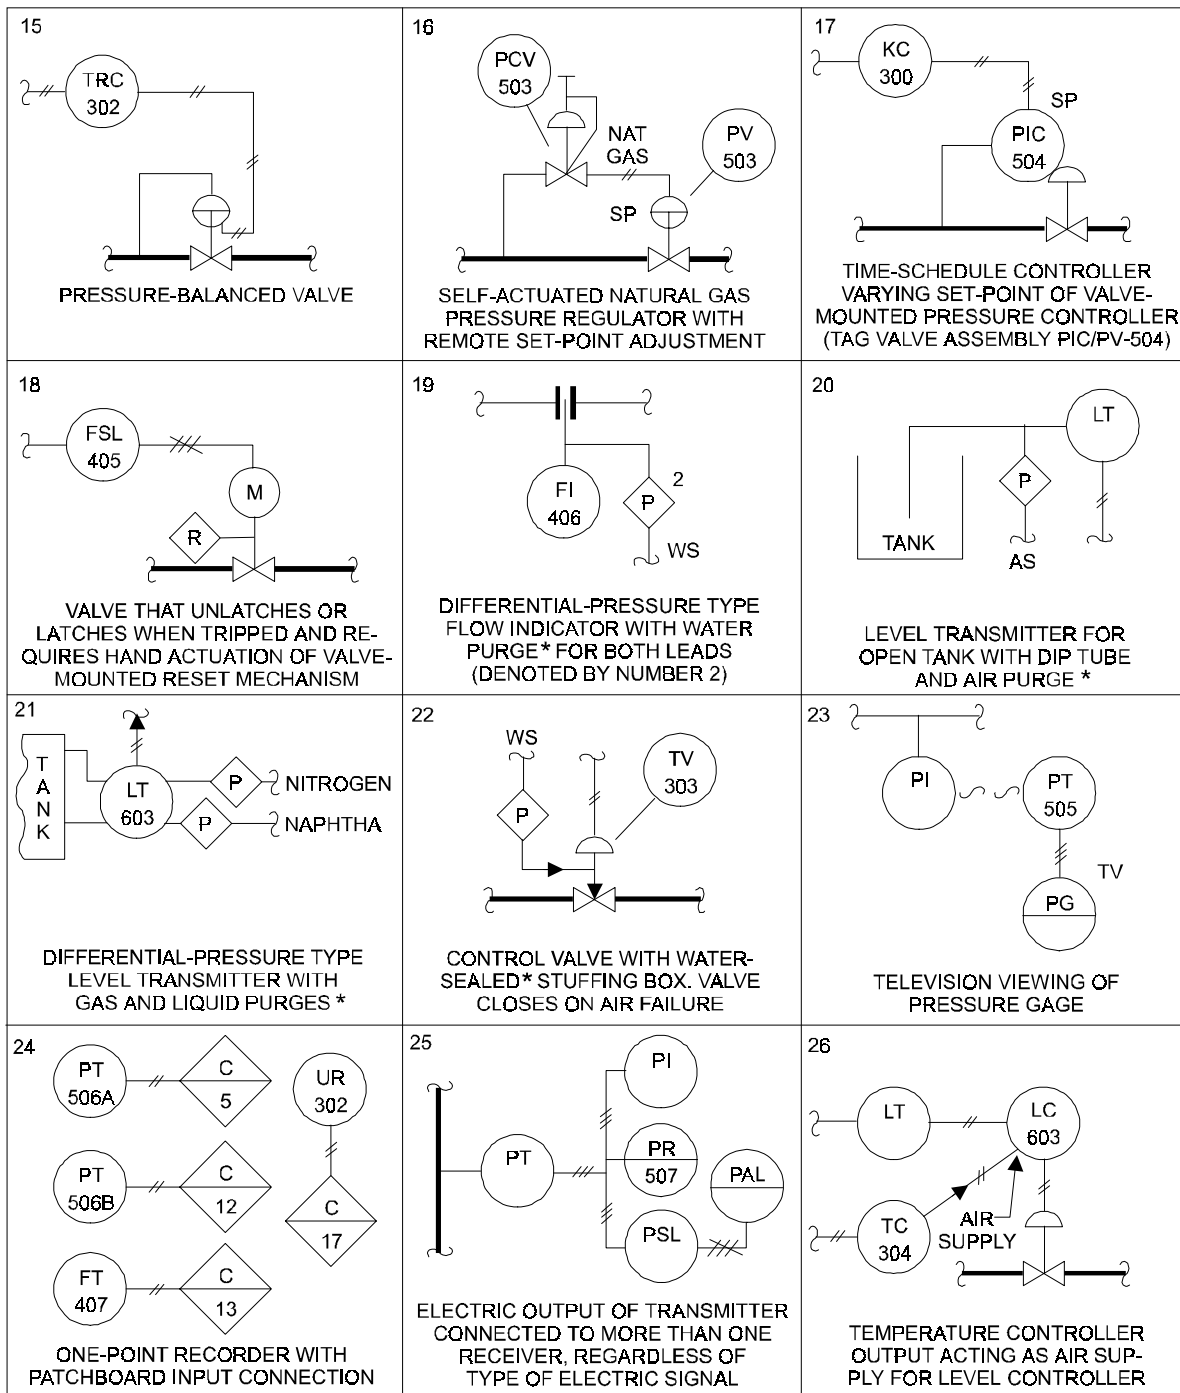 15
TRC
302
PRESSURE-BALANCED VALVE
16
PCV
503
NAT
GAS
PV
503
SP
SELF-ACTUATED NATURAL GAS
PRESSURE REGULATOR WITH
REMOTE SET-POINT ADJUSTMENT
17
KC
300
SP
PIC
504
TIME-SCHEDULE CONTROLLER
VARYING SET-POINT OF VALVE-
MOUNTED PRESSURE CONTROLLER
(TAG VALVE ASSEMBLY PIC/PV-504)
18
FSL
405
M
R
VALVE THAT UNLATCHES OR
LATCHES WHEN TRIPPED AND RE-
QUIRES HAND ACTUATION OF VALVE-
MOUNTED RESET MECHANISM
19
FI
406
P
2
WS
DIFFERENTIAL-PRESSURE TYPE
FLOW INDICATOR WITH WATER
PURGE* FOR BOTH LEADS
(DENOTED BY NUMBER 2)
20
LT
P
TANK
AS
LEVEL TRANSMITTER FOR
OPEN TANK WITH DIP TUBE
AND AIR PURGE *
21
TANK
LT
603
P
NITROGEN
P
NAPHTHA
DIFFERENTIAL-PRESSURE TYPE
LEVEL TRANSMITTER WITH
GAS AND LIQUID PURGES *
22
WS
P
TV
303
CONTROL VALVE WITH WATER-
SEALED* STUFFING BOX. VALVE
CLOSES ON AIR FAILURE
23
PI
PT
505
TV
PG
TELEVISION VIEWING OF
PRESSURE GAGE
24
PT
506A
C
5
UR
302
PT
506B
C
12
C
17
FT
407
C
13
ONE-POINT RECORDER WITH
PATCHBOARD INPUT CONNECTION
25
PI
PT
PR
507
PAL
PSL
ELECTRIC OUTPUT OF TRANSMITTER
CONNECTED TO MORE THAN ONE
RECEIVER, REGARDLESS OF
TYPE OF ELECTRIC SIGNAL
26
LT
LC
603
TC
304
AIR
SUPPLY
TEMPERATURE CONTROLLER
OUTPUT ACTING AS AIR SUP-
PLY FOR LEVEL CONTROLLER